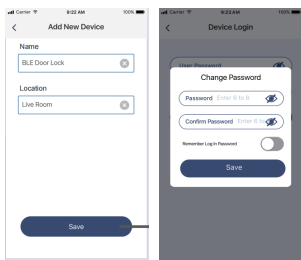 Carrier 9:22 AM 100%
Add New Device
Name
BLE Door Lock
Location
Live Room
Save
Carrier 9:22 AM 100%
Device Login
User Password
Change Password
Password Enter 6 to 8
Confirm Password Enter 6 to
Remember Log In Password
Save